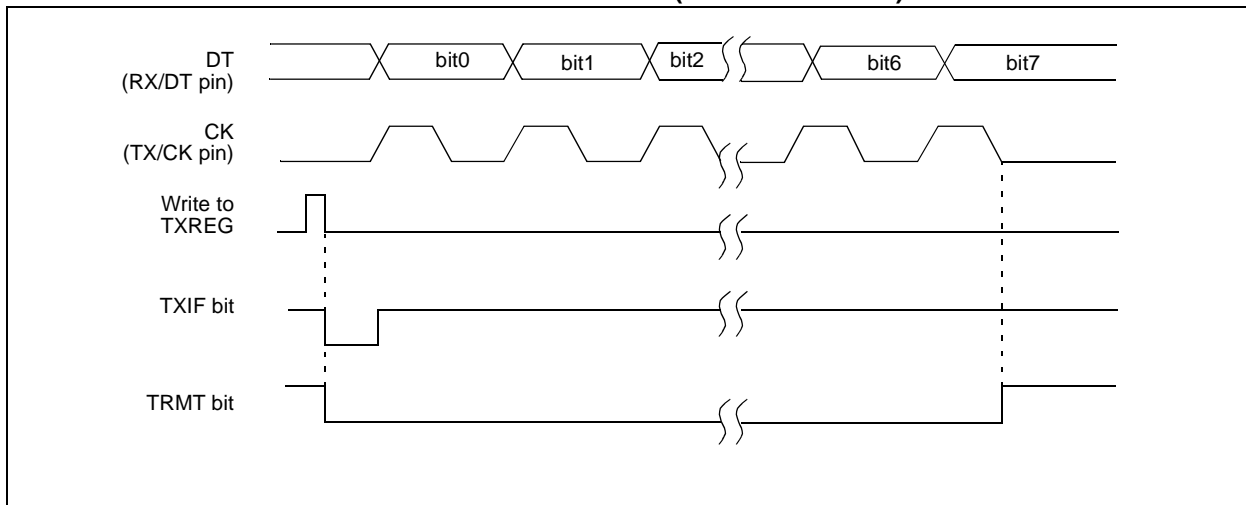 DT
(RX/DT pin)
bit0
bit1
bit2
bit6
bit7
CK
(TX/CK pin)
Write to
TXREG
TXIF bit
TRMT bit